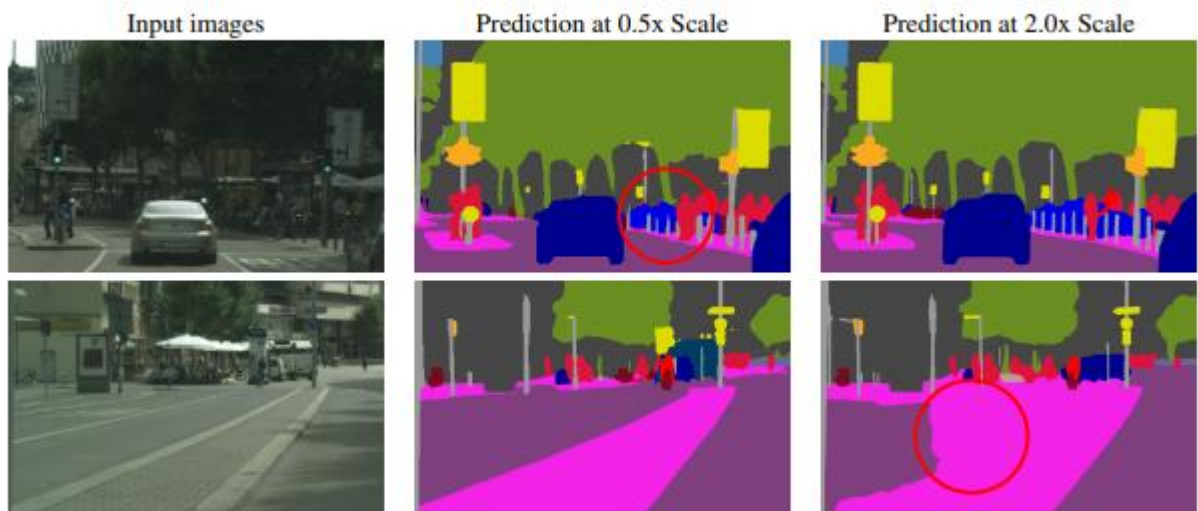 Input images
Prediction at 0.5x Scale
Prediction at 2.0x Scale